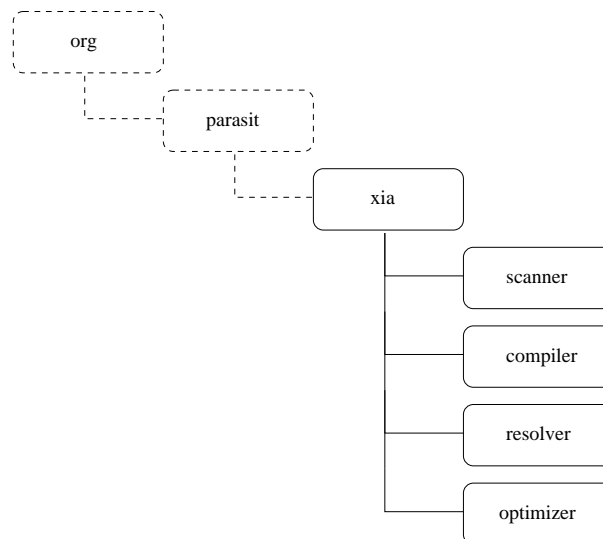 org
parasit
xia
scanner
compiler
resolver
optimizer